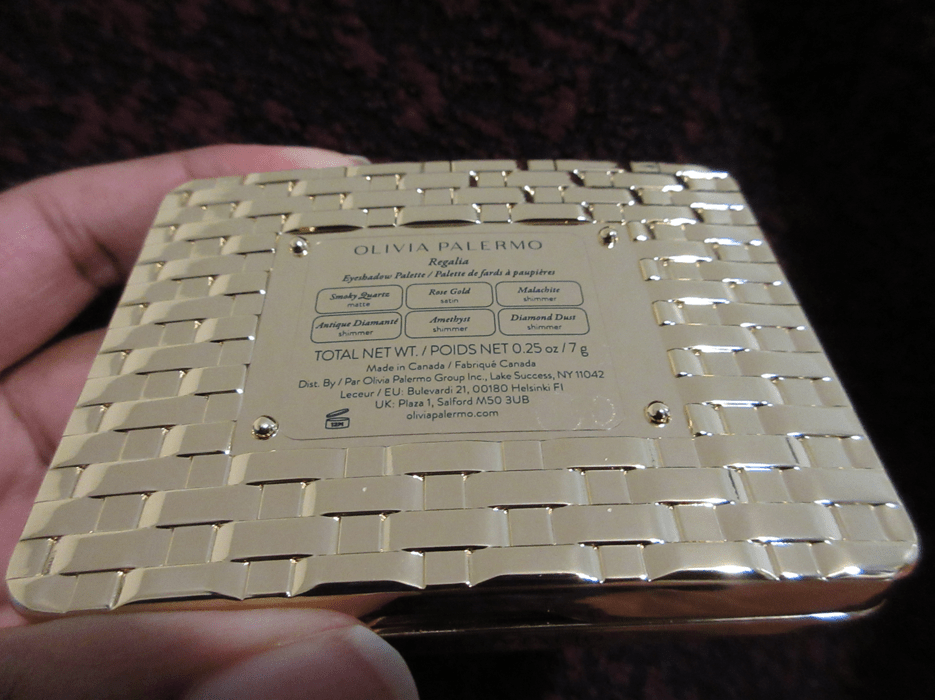 OLIVIA PALERMO
Regalia
Eyeshadow Palette / Palette de fards à paupières
Smoky Quartz Rose Gold Malachite
matte satin shimmer
Antique Diamanté Amethyst Diamond Dust
shimmer shimmer shimmer
TOTAL NET WT. / POIDS NET 0.25 oz / 7 g
Made in Canada / Fabriqué Canada
Dist. By / Par Olivia Palermo Group Inc., Lake Success, NY 11042
Leceur / EU: Bulevardi 21, 00180 Helsinki FI
UK: Plaza 1, Salford M50 3UB
oliviapalermo.com
12M